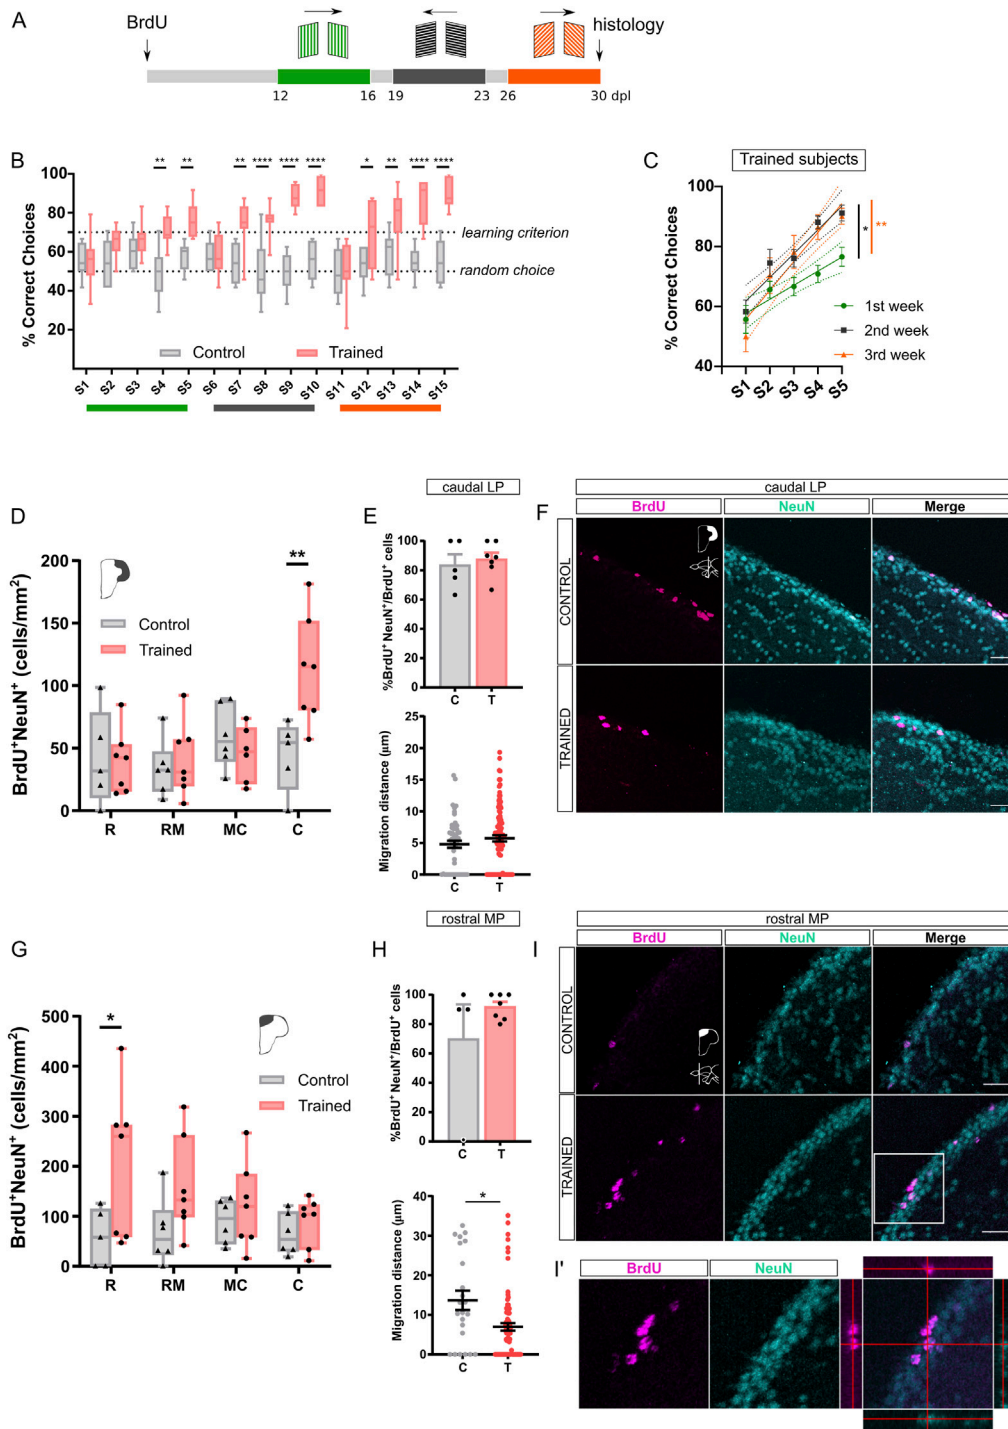 A
BrdU
histology
12
16
19
23
26
30 dpl
B
** ** ** **** **** **** * ** **** ****
% Correct Choices
100
80
60
40
20
learning criterion
random choice
Control
Trained
S1 S2 S3 S4 S5 S6 S7 S8 S9 S10 S11 S12 S13 S14 S15
C
Trained subjects
% Correct Choices
100
80
60
40
* **
1st week
2nd week
3rd week
S1 S2 S3 S4 S5
D
BrdU⁺NeuN⁺ (cells/mm²)
200
150
100
50
0
Control
Trained
**
R RM MC C
E
caudal LP
%BrdU⁺NeuN⁺/BrdU⁺ cells
100
80
60
40
20
0
C T
Migration distance (µm)
25
20
15
10
5
0
C T
F
caudal LP
BrdU NeuN Merge
CONTROL
TRAINED
G
BrdU⁺NeuN⁺ (cells/mm²)
500
400
300
200
100
0
*
Control
Trained
R RM MC C
H
rostral MP
%BrdU⁺NeuN⁺/BrdU⁺ cells
100
80
60
40
20
0
C T
Migration distance (µm)
40
30
20
10
0
*
C T
I
rostral MP
BrdU NeuN Merge
CONTROL
TRAINED
I'
BrdU NeuN